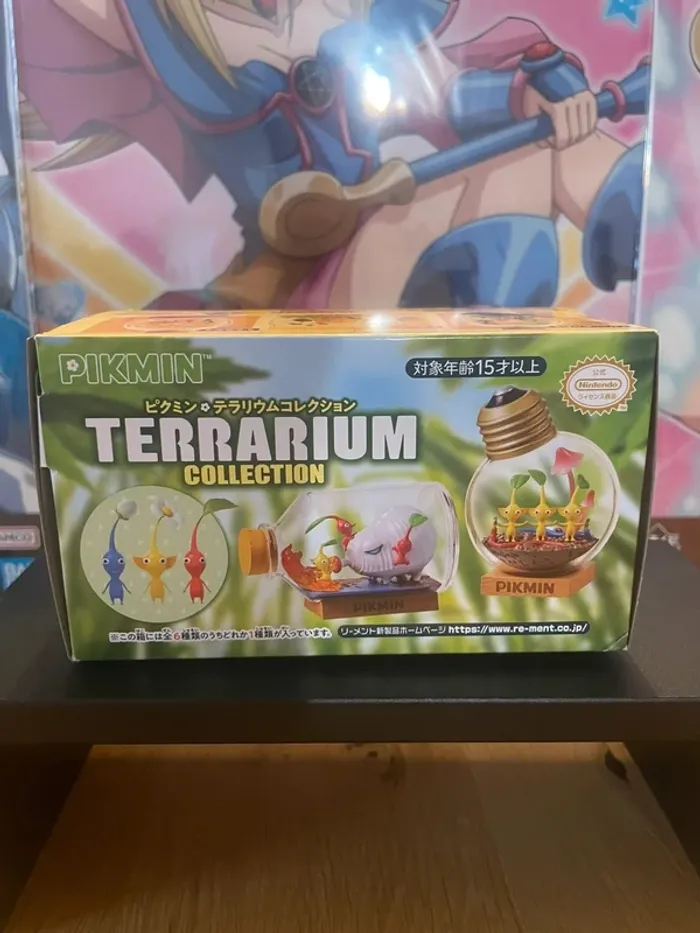 PIKMIN™
対象年齢15才以上
公式
Nintendo
ライセンス商品
ピクミン テラリウムコレクション
TERRARIUM
COLLECTION
PIKMIN
PIKMIN
※この箱には全6種類のうちどれか1種類が入っています。
リーメント新製品ホームページ https://www.re-ment.co.jp/